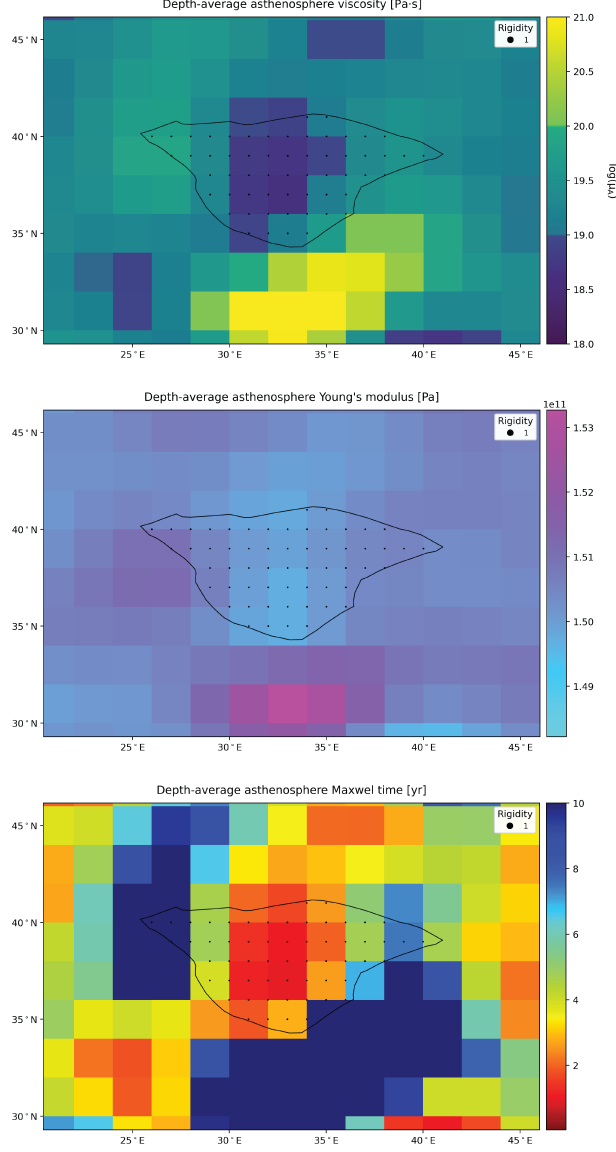 Depth-average asthenosphere viscosity [Pa·s]
Rigidity
1
45°N
40°N
35°N
30°N
25°E 30°E 35°E 40°E 45°E
21.0
20.5
20.0
19.5
19.0
18.5
18.0
log(μA)
Depth-average asthenosphere Young's modulus [Pa]
1e11
Rigidity
1
45°N
40°N
35°N
30°N
25°E 30°E 35°E 40°E 45°E
1.53
1.52
1.51
1.50
1.49
Depth-average asthenosphere Maxwel time [yr]
Rigidity
1
45°N
40°N
35°N
30°N
25°E 30°E 35°E 40°E 45°E
10
8
6
4
2